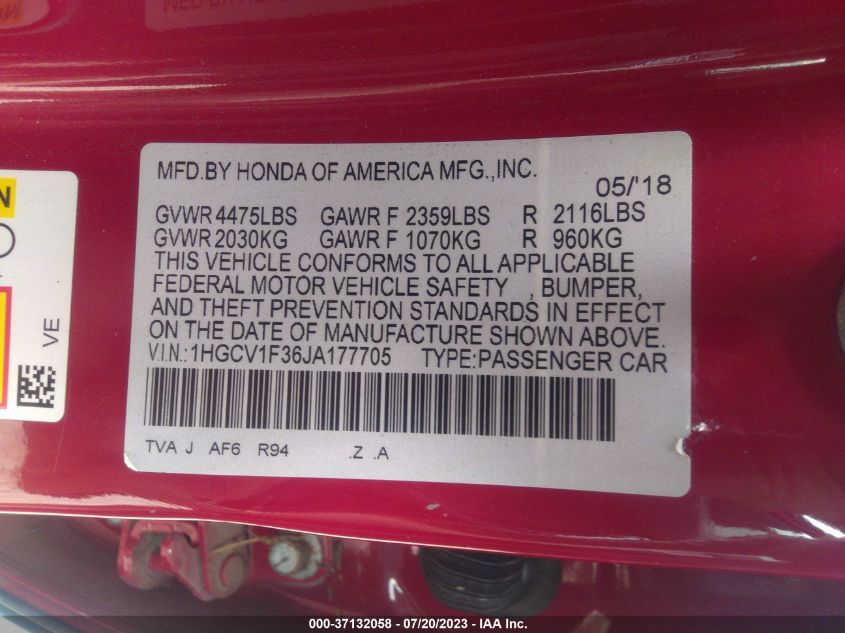 MFD.BY HONDA OF AMERICA MFG.,INC.
05/'18
GVWR 4475LBS GAWR F 2359LBS R 2116LBS
GVWR 2030KG GAWR F 1070KG R 960KG
THIS VEHICLE CONFORMS TO ALL APPLICABLE
FEDERAL MOTOR VEHICLE SAFETY , BUMPER,
AND THEFT PREVENTION STANDARDS IN EFFECT
ON THE DATE OF MANUFACTURE SHOWN ABOVE.
V.I.N.:1HGCV1F36JA177705 TYPE:PASSENGER CAR
TVA J AF6 R94 .Z .A
VE
000-37132058 - 07/20/2023 - IAA Inc.